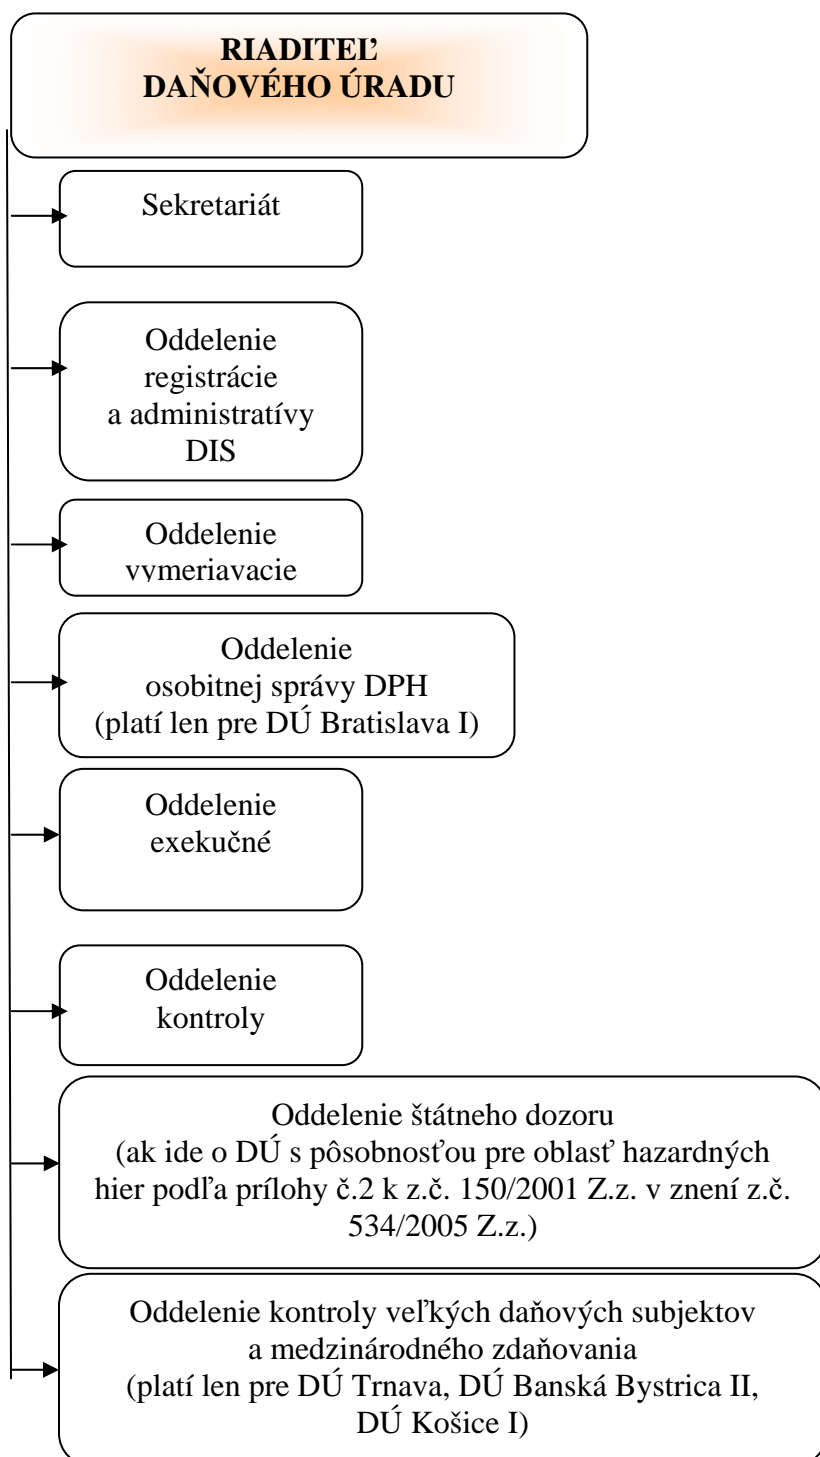 RIADITEĽ
DAŇOVÉHO ÚRADU
Sekretariát
Oddelenie
registrácie
a administratívy
DIS
Oddelenie
vymeriavacie
Oddelenie
osobitnej správy DPH
(platí len pre DÚ Bratislava I)
Oddelenie
exekučné
Oddelenie
kontroly
Oddelenie štátneho dozoru
(ak ide o DÚ s pôsobnosťou pre oblasť hazardných
hier podľa prílohy č.2 k z.č. 150/2001 Z.z. v znení z.č.
534/2005 Z.z.)
Oddelenie kontroly veľkých daňových subjektov
a medzinárodného zdaňovania
(platí len pre DÚ Trnava, DÚ Banská Bystrica II,
DÚ Košice I)